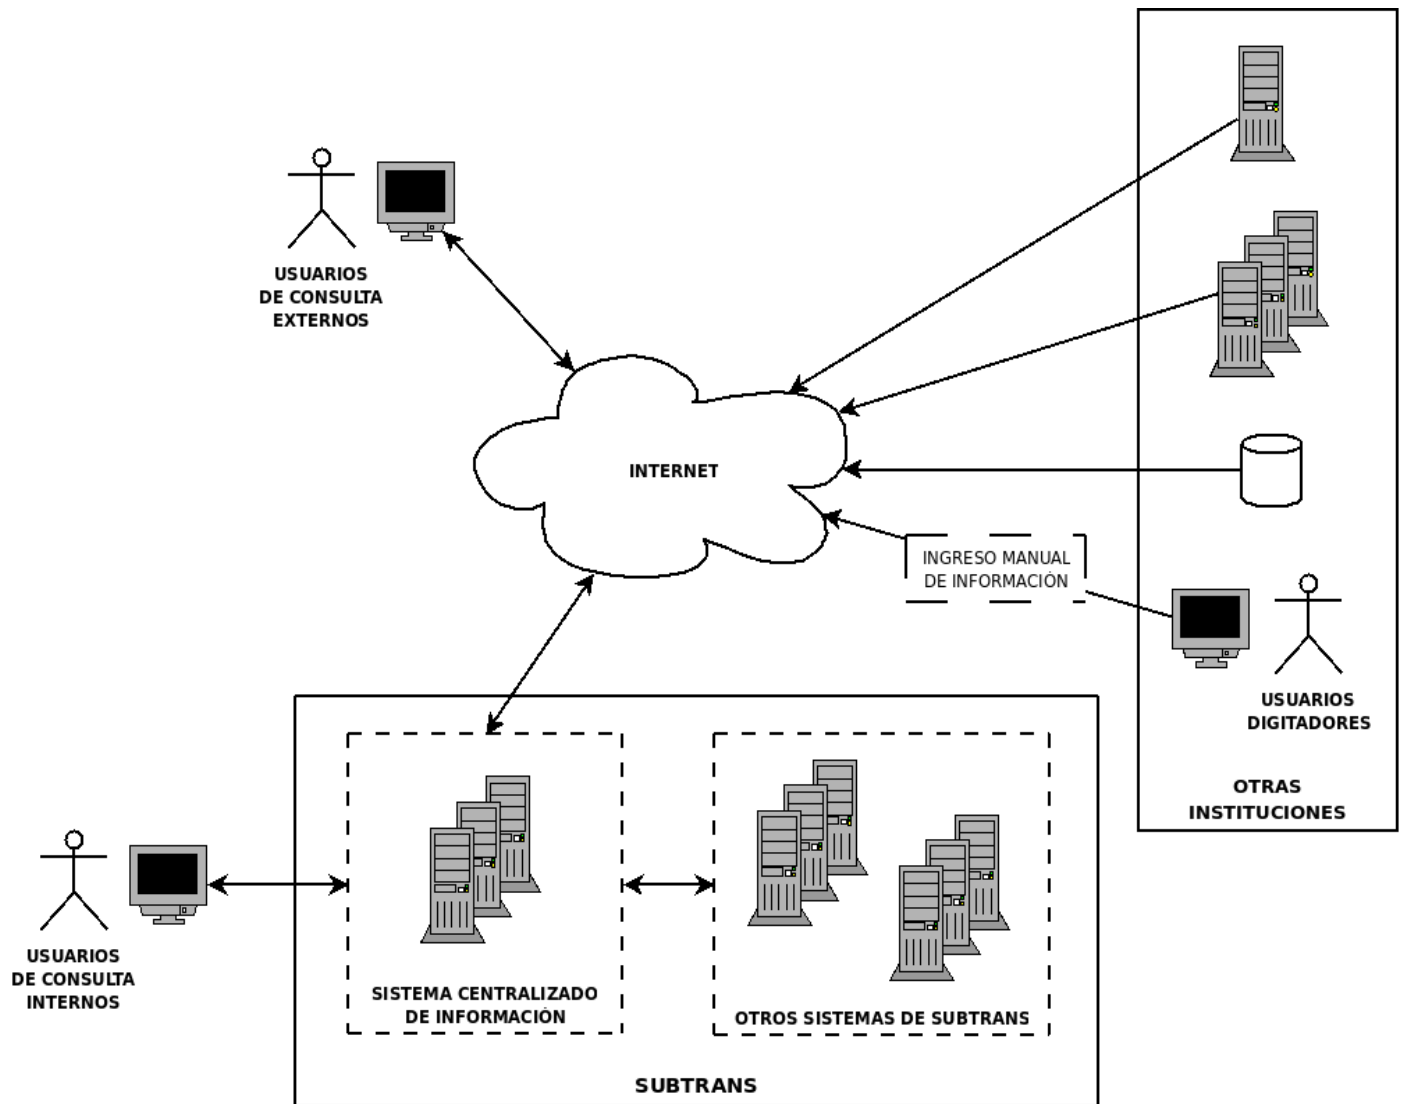 USUARIOS
DE CONSULTA
EXTERNOS
INTERNET
INGRESO MANUAL
DE INFORMACIÓN
USUARIOS
DIGITADORES
OTRAS
INSTITUCIONES
USUARIOS
DE CONSULTA
INTERNOS
SISTEMA CENTRALIZADO
DE INFORMACIÓN
OTROS SISTEMAS DE SUBTRANS
SUBTRANS